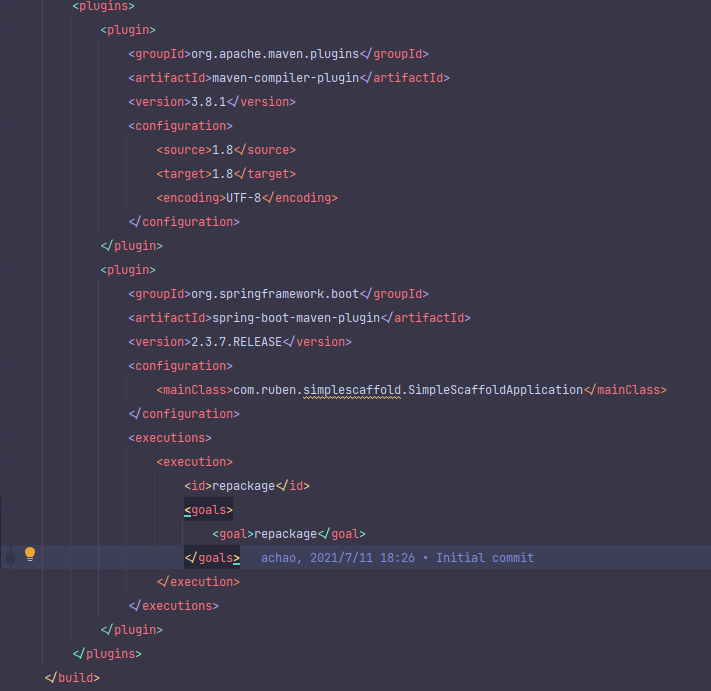 <plugins>
<plugin>
<groupId>org.apache.maven.plugins</groupId>
<artifactId>maven-compiler-plugin</artifactId>
<version>3.8.1</version>
<configuration>
<source>1.8</source>
<target>1.8</target>
<encoding>UTF-8</encoding>
</configuration>
</plugin>
<plugin>
<groupId>org.springframework.boot</groupId>
<artifactId>spring-boot-maven-plugin</artifactId>
<version>2.3.7.RELEASE</version>
<configuration>
<mainClass>com.ruben.simplescaffold.SimpleScaffoldApplication</mainClass>
</configuration>
<executions>
<execution>
<id>repackage</id>
<goals>
<goal>repackage</goal>
</goals> achao, 2021/7/11 18:26 • Initial commit
</execution>
</executions>
</plugin>
</plugins>
</build>